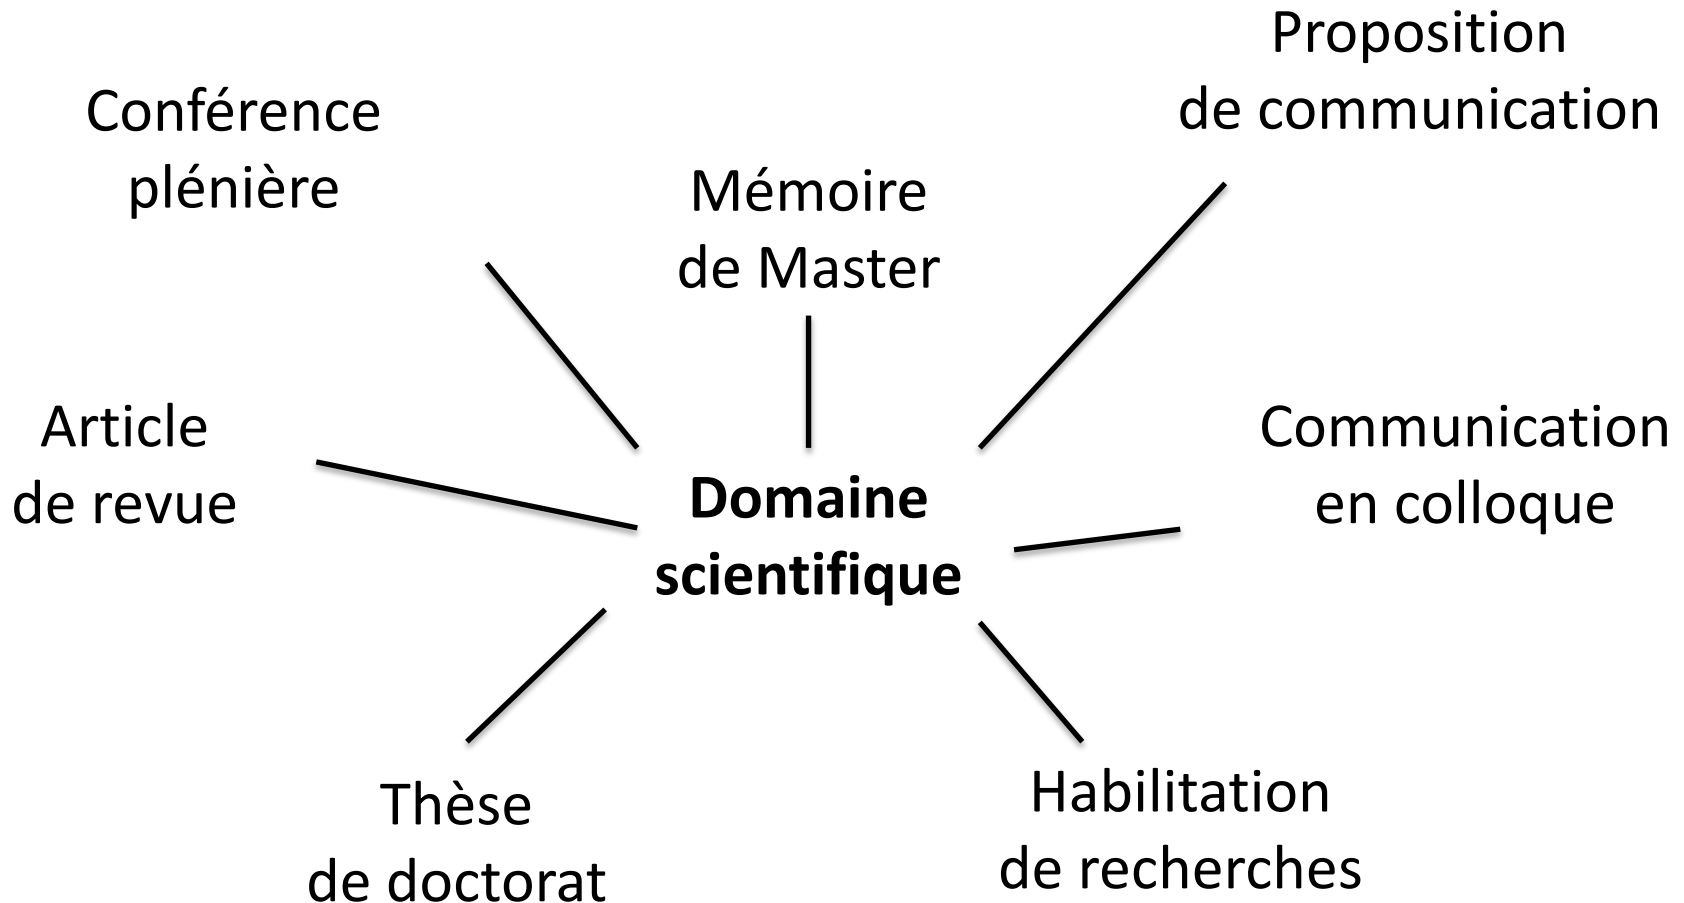 Proposition
de communication
Conférence
plénière
Mémoire
de Master
Article
de revue
Communication
en colloque
Domaine
scientifique
Thèse
de doctorat
Habilitation
de recherches